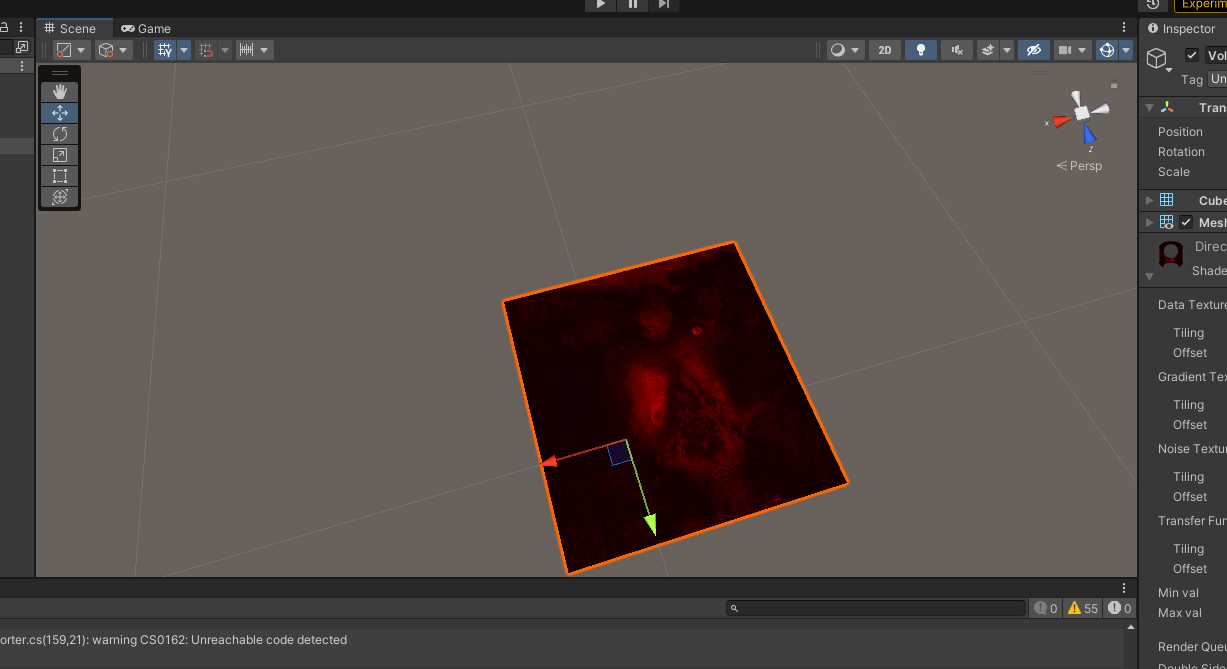 Experim
Scene
Game
Inspector
2D
Vol
Tag Un
x
z
Persp
Tran
Position
Rotation
Scale
Cube
Mesh
Direc
Shade
Data Texture
Tiling
Offset
Gradient Tex
Tiling
Offset
Noise Textur
Tiling
Offset
Transfer Fun
Tiling
Offset
Min val
Max val
Render Queu
Double Side
0
55
0
orter.cs(159,21): warning CS0162: Unreachable code detected